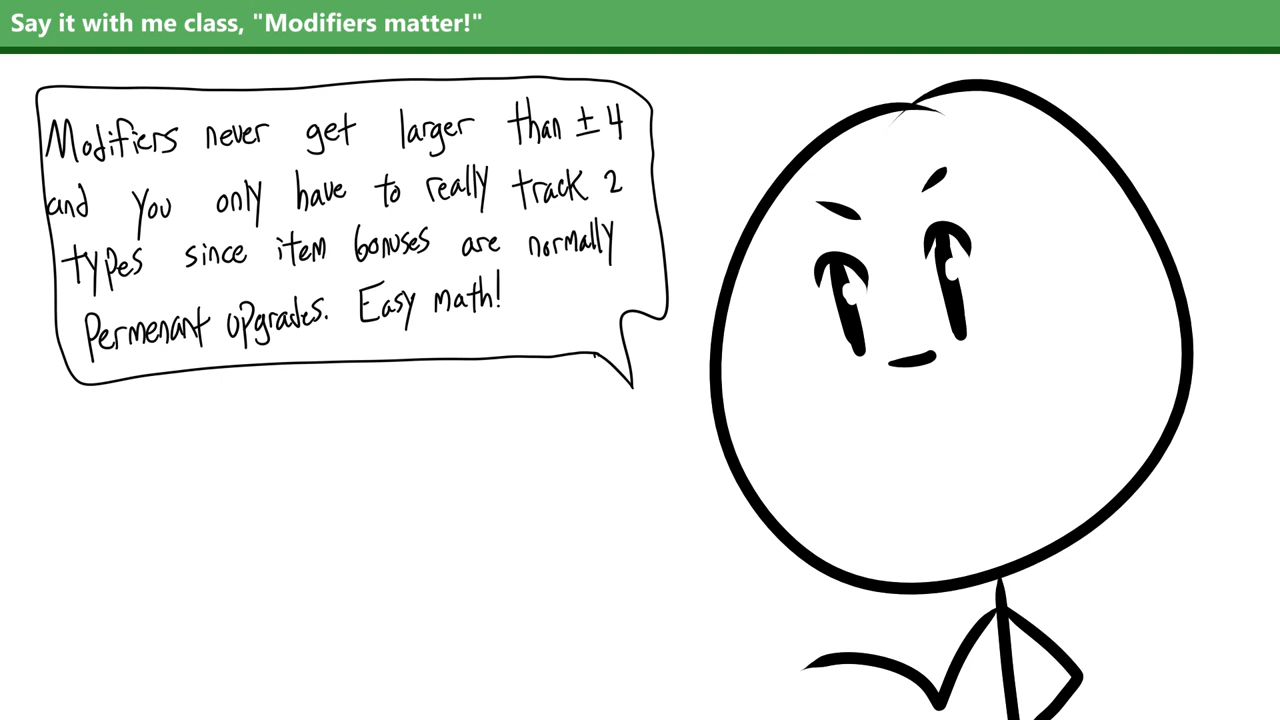 Say it with me class, "Modifiers matter!"
Modifiers never get larger than ± 4
and you only have to really track 2
types since item bonuses are normally
Permenant upgrades. Easy math!